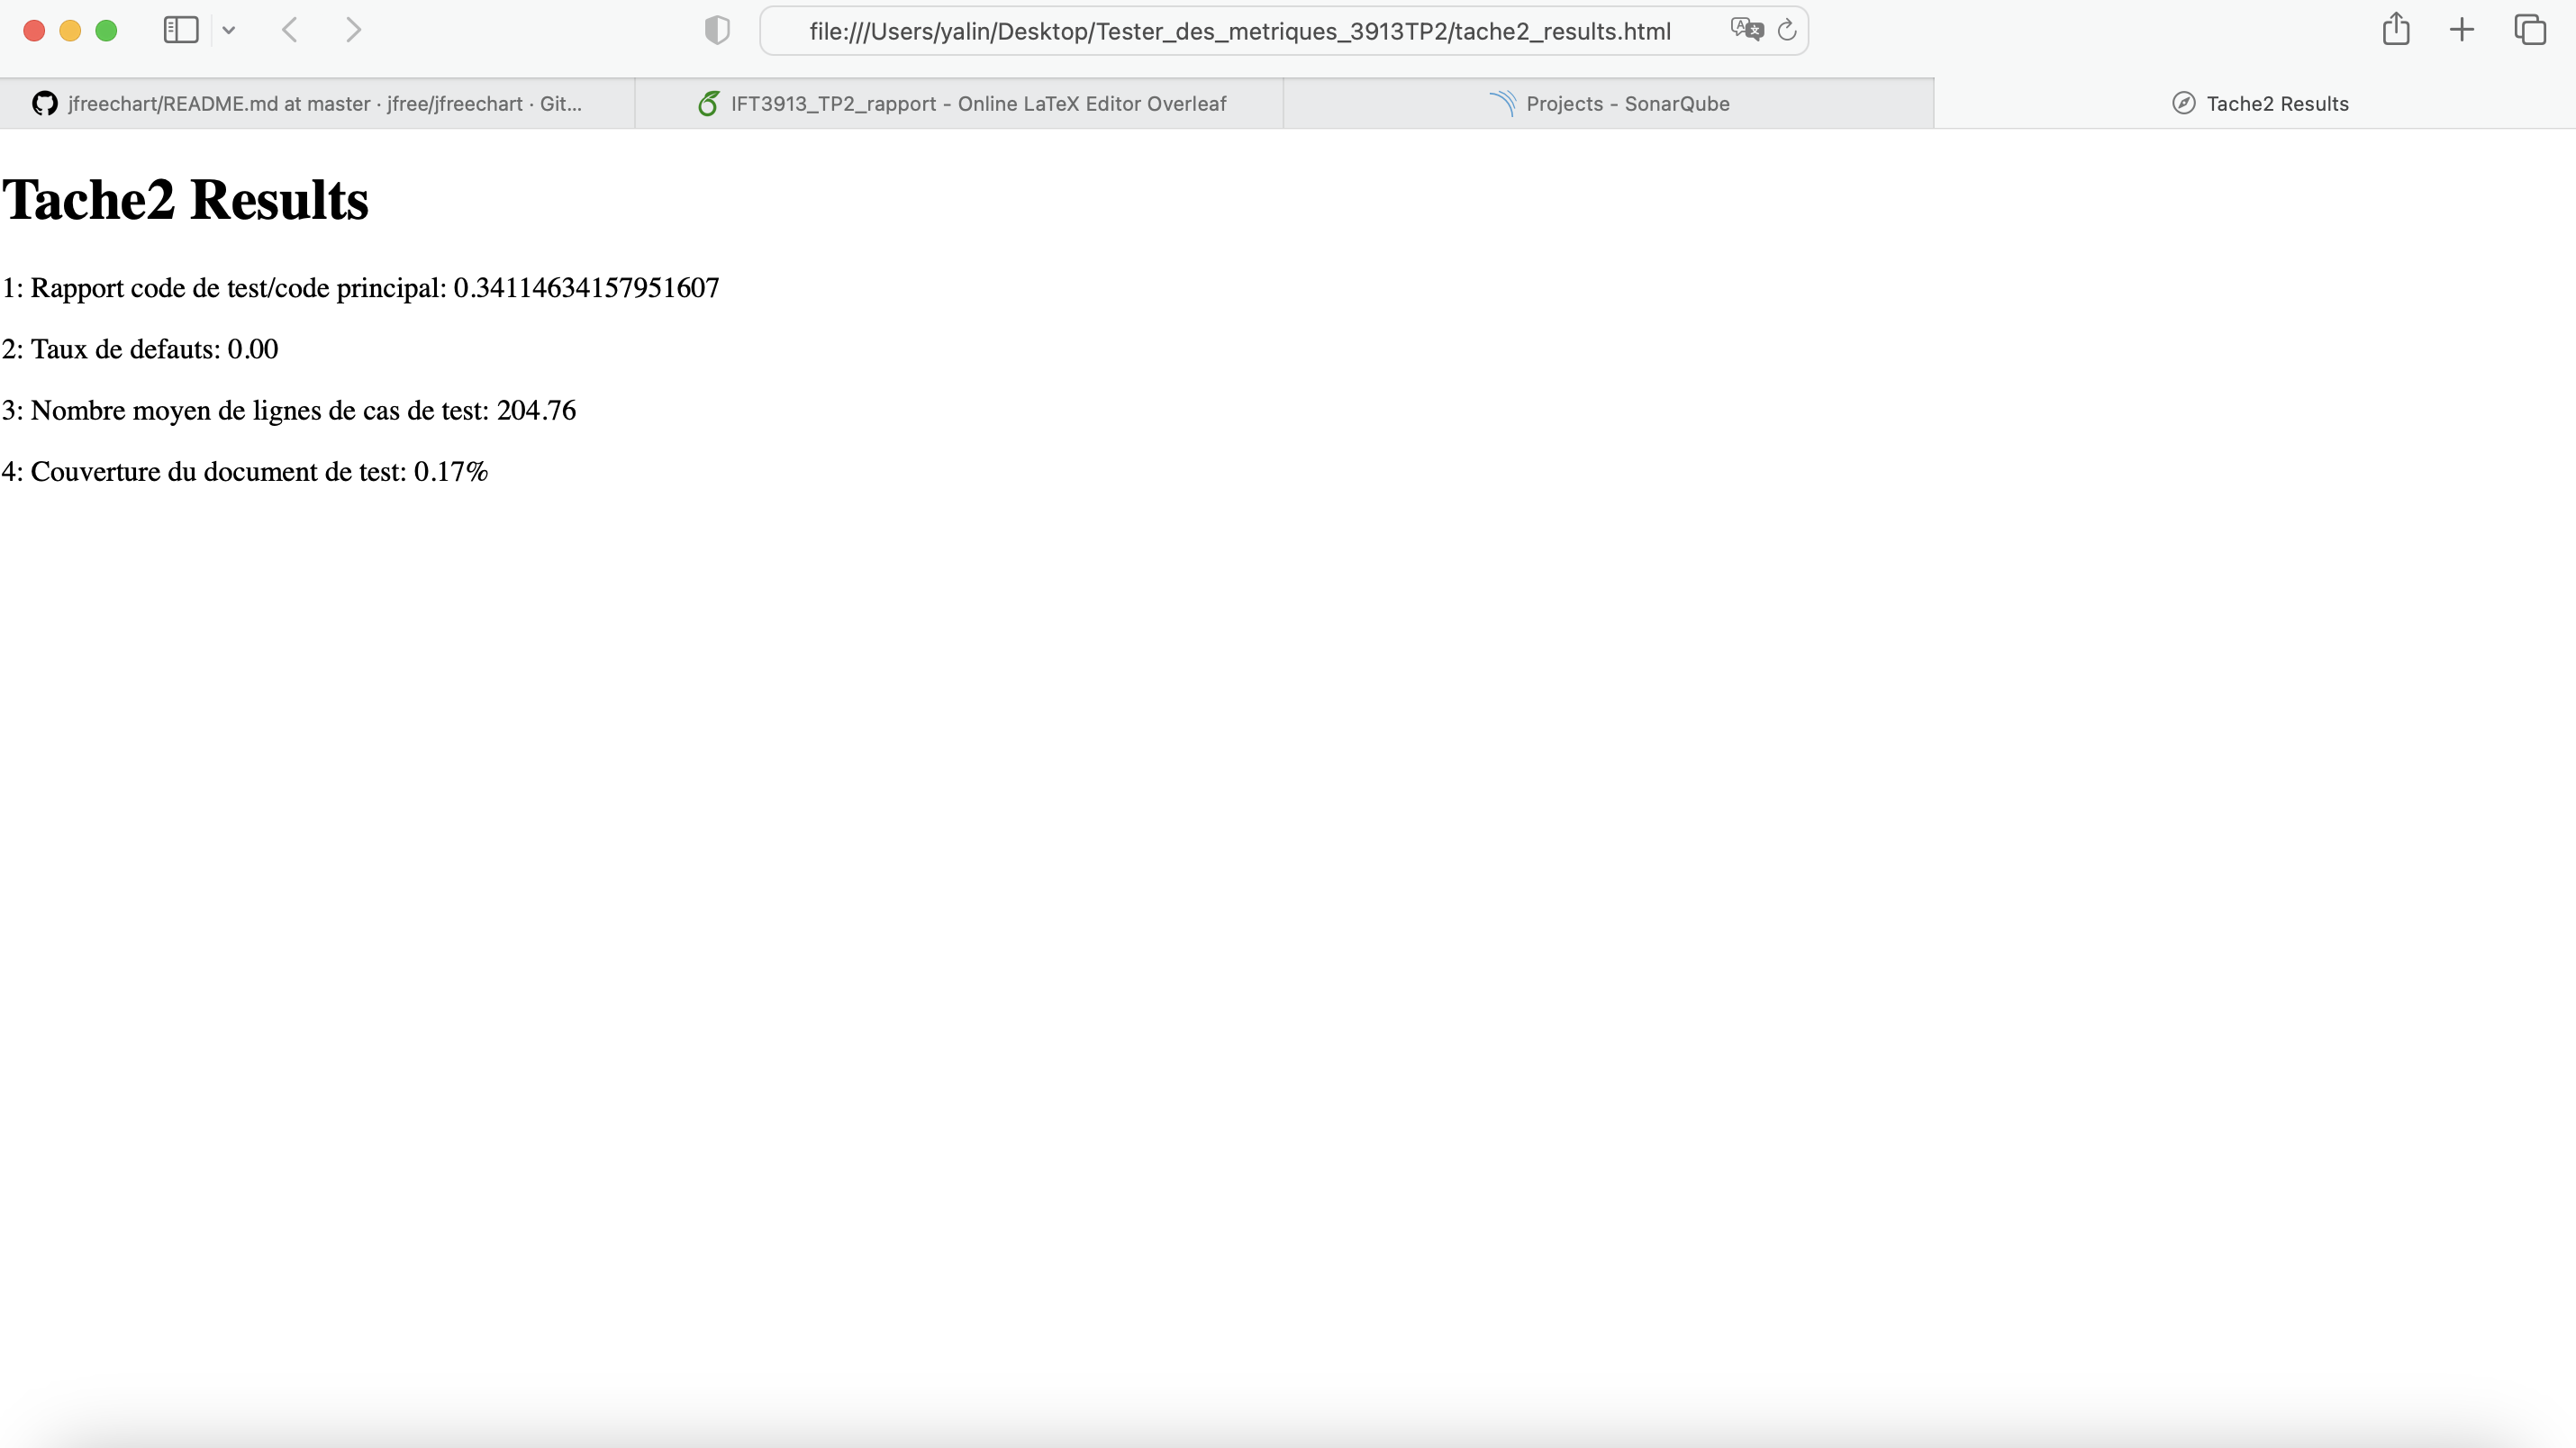 file:///Users/yalin/Desktop/Tester_des_metriques_3913TP2/tache2_results.html
jfreechart/README.md at master · jfree/jfreechart · Git...
IFT3913_TP2_rapport - Online LaTeX Editor Overleaf
Projects - SonarQube
Tache2 Results
Tache2 Results
1: Rapport code de test/code principal: 0.34114634157951607
2: Taux de defauts: 0.00
3: Nombre moyen de lignes de cas de test: 204.76
4: Couverture du document de test: 0.17%